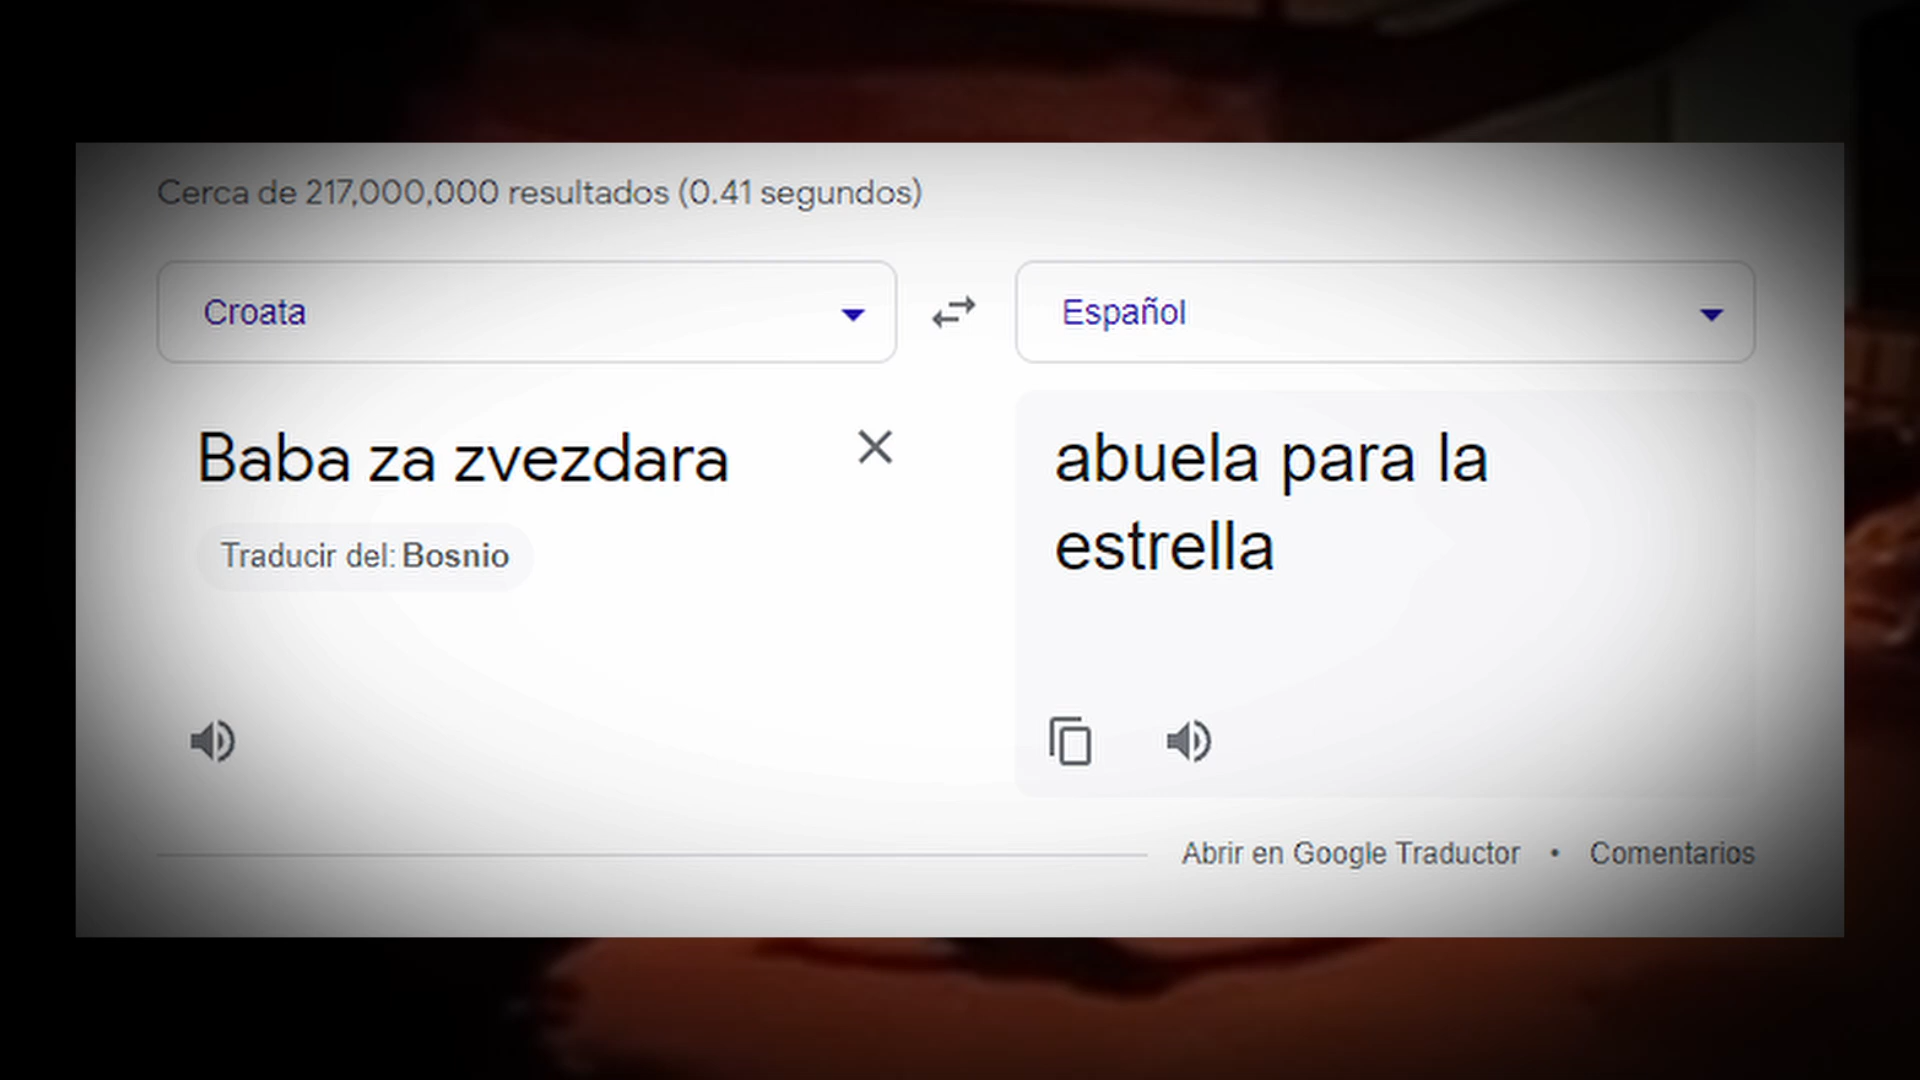 Cerca de 217,000,000 resultados (0.41 segundos)
Croata
Español
Baba za zvezdara
abuela para la
estrella
Traducir del: Bosnio
Abrir en Google Traductor • Comentarios